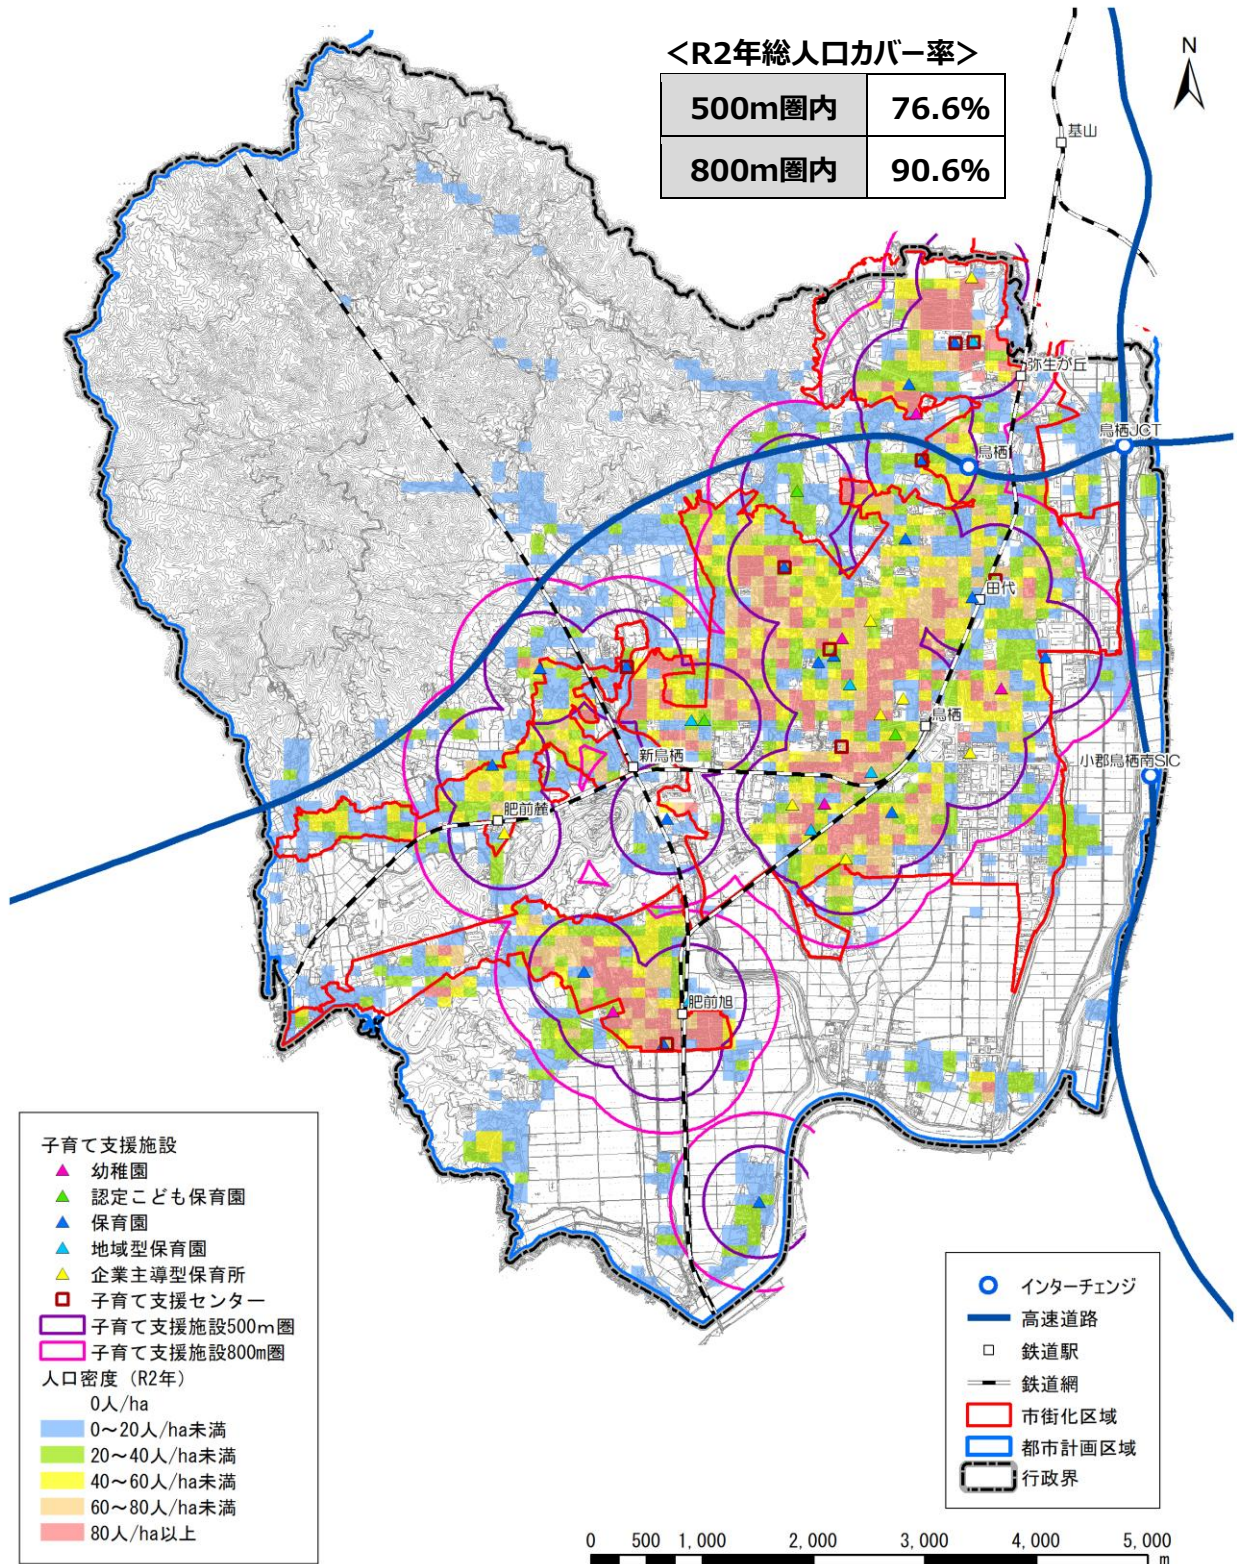 ＜R2年総人口カバー率＞
500m圏内 76.6%
800m圏内 90.6%
N
基山
弥生が丘
鳥栖JCT
鳥栖
田代
鳥栖
小郡鳥栖南SIC
新鳥栖
肥前麓
肥前旭
子育て支援施設
幼稚園
認定こども保育園
保育園
地域型保育園
企業主導型保育所
子育て支援センター
子育て支援施設500m圏
子育て支援施設800m圏
人口密度（R2年）
0人/ha
0～20人/ha未満
20～40人/ha未満
40～60人/ha未満
60～80人/ha未満
80人/ha以上
インターチェンジ
高速道路
鉄道駅
鉄道網
市街化区域
都市計画区域
行政界
0 500 1,000 2,000 3,000 4,000 5,000
m